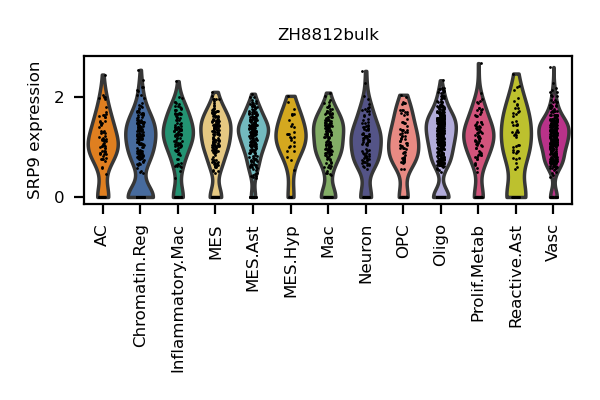 ZH8812bulk
SRP9 expression
2
0
AC
Chromatin.Reg
Inflammatory.Mac
MES
MES.Ast
MES.Hyp
Mac
Neuron
OPC
Oligo
Prolif.Metab
Reactive.Ast
Vasc